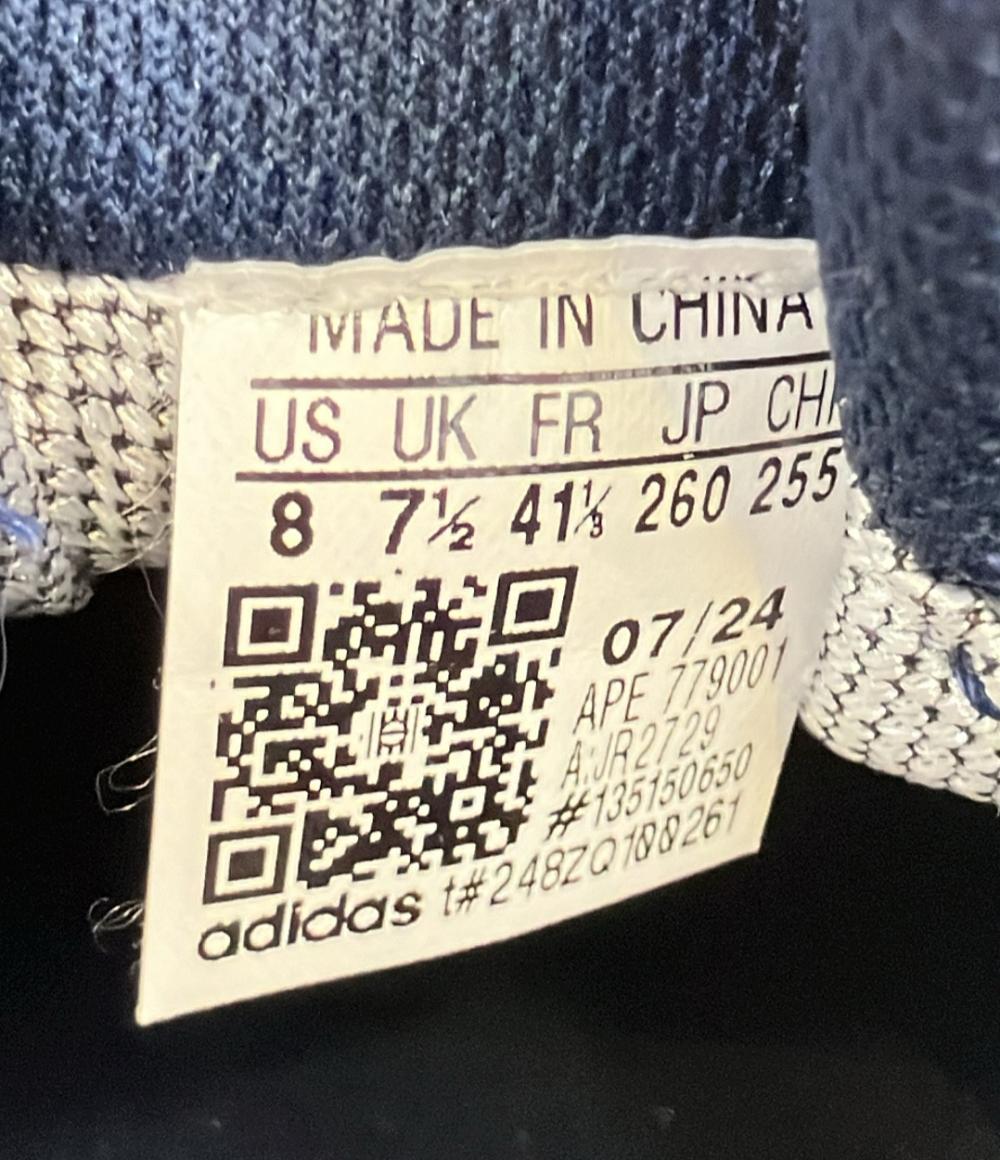 MADE IN CHINA
US UK FR JP CHN
8 7½ 41⅓ 260 255
07/24
APE 779001
A:JR2729
#135150650
adidas t#248ZQ100261